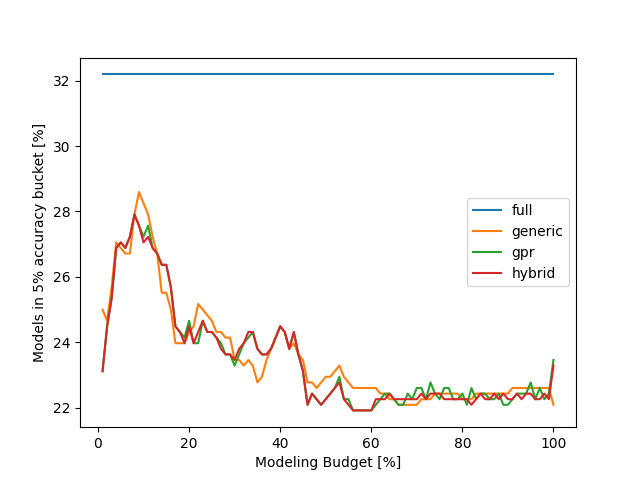 32
30
28
26
24
22
0 20 40 60 80 100
Modeling Budget [%]
Models in 5% accuracy bucket [%]
full
generic
gpr
hybrid